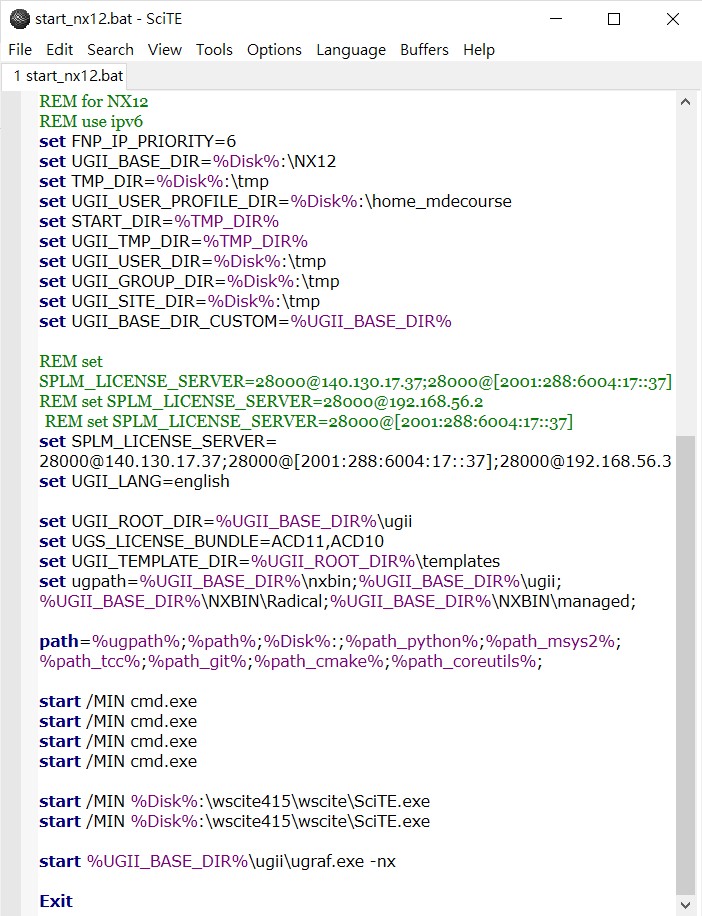 start_nx12.bat - SciTE
File Edit Search View Tools Options Language Buffers Help
1 start_nx12.bat
REM for NX12
REM use ipv6
set FNP_IP_PRIORITY=6
set UGII_BASE_DIR=%Disk%:\NX12
set TMP_DIR=%Disk%:\tmp
set UGII_USER_PROFILE_DIR=%Disk%:\home_mdecourse
set START_DIR=%TMP_DIR%
set UGII_TMP_DIR=%TMP_DIR%
set UGII_USER_DIR=%Disk%:\tmp
set UGII_GROUP_DIR=%Disk%:\tmp
set UGII_SITE_DIR=%Disk%:\tmp
set UGII_BASE_DIR_CUSTOM=%UGII_BASE_DIR%
REM set
SPLM_LICENSE_SERVER=28000@140.130.17.37;28000@[2001:288:6004:17::37]
REM set SPLM_LICENSE_SERVER=28000@192.168.56.2
REM set SPLM_LICENSE_SERVER=28000@[2001:288:6004:17::37]
set SPLM_LICENSE_SERVER=
28000@140.130.17.37;28000@[2001:288:6004:17::37];28000@192.168.56.3
set UGII_LANG=english
set UGII_ROOT_DIR=%UGII_BASE_DIR%\ugii
set UGS_LICENSE_BUNDLE=ACD11,ACD10
set UGII_TEMPLATE_DIR=%UGII_ROOT_DIR%\templates
set ugpath=%UGII_BASE_DIR%\nxbin;%UGII_BASE_DIR%\ugii;
%UGII_BASE_DIR%\NXBIN\Radical;%UGII_BASE_DIR%\NXBIN\managed;
path=%ugpath%;%path%;%Disk%:;%path_python%;%path_msys2%;
%path_tcc%;%path_git%;%path_cmake%;%path_coreutils%;
start /MIN cmd.exe
start /MIN cmd.exe
start /MIN cmd.exe
start /MIN cmd.exe
start /MIN %Disk%:\wscite415\wscite\SciTE.exe
start /MIN %Disk%:\wscite415\wscite\SciTE.exe
start %UGII_BASE_DIR%\ugii\ugraf.exe -nx
Exit